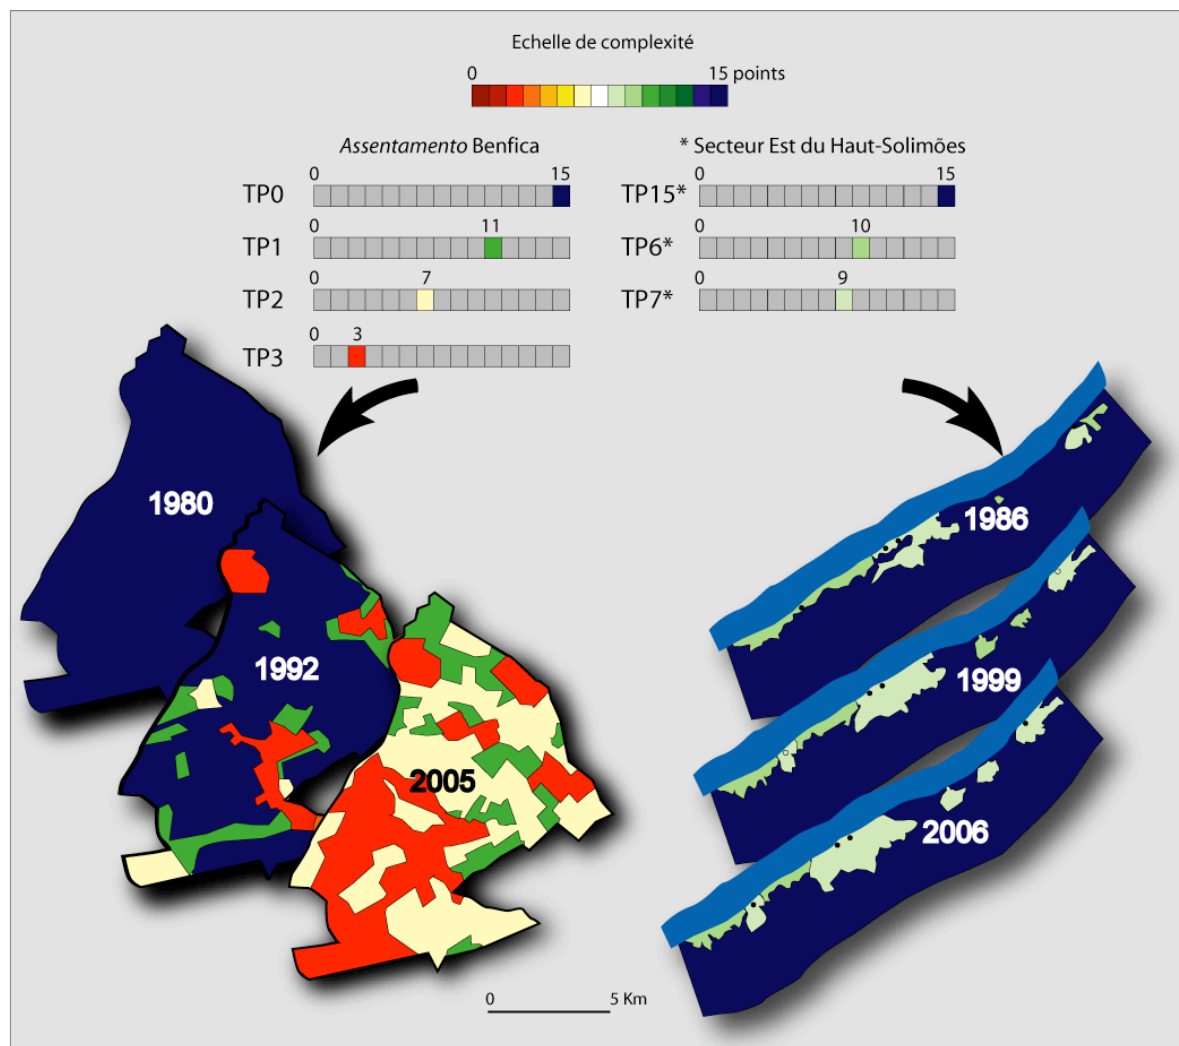 Echelle de complexité
0 15 points
Assentamento Benfica
0 15
TP0
0 11
TP1
0 7
TP2
0 3
TP3
* Secteur Est du Haut-Solimões
0 15
TP15*
0 10
TP6*
0 9
TP7*
1980
1992
2005
1986
1999
2006
0 5 Km